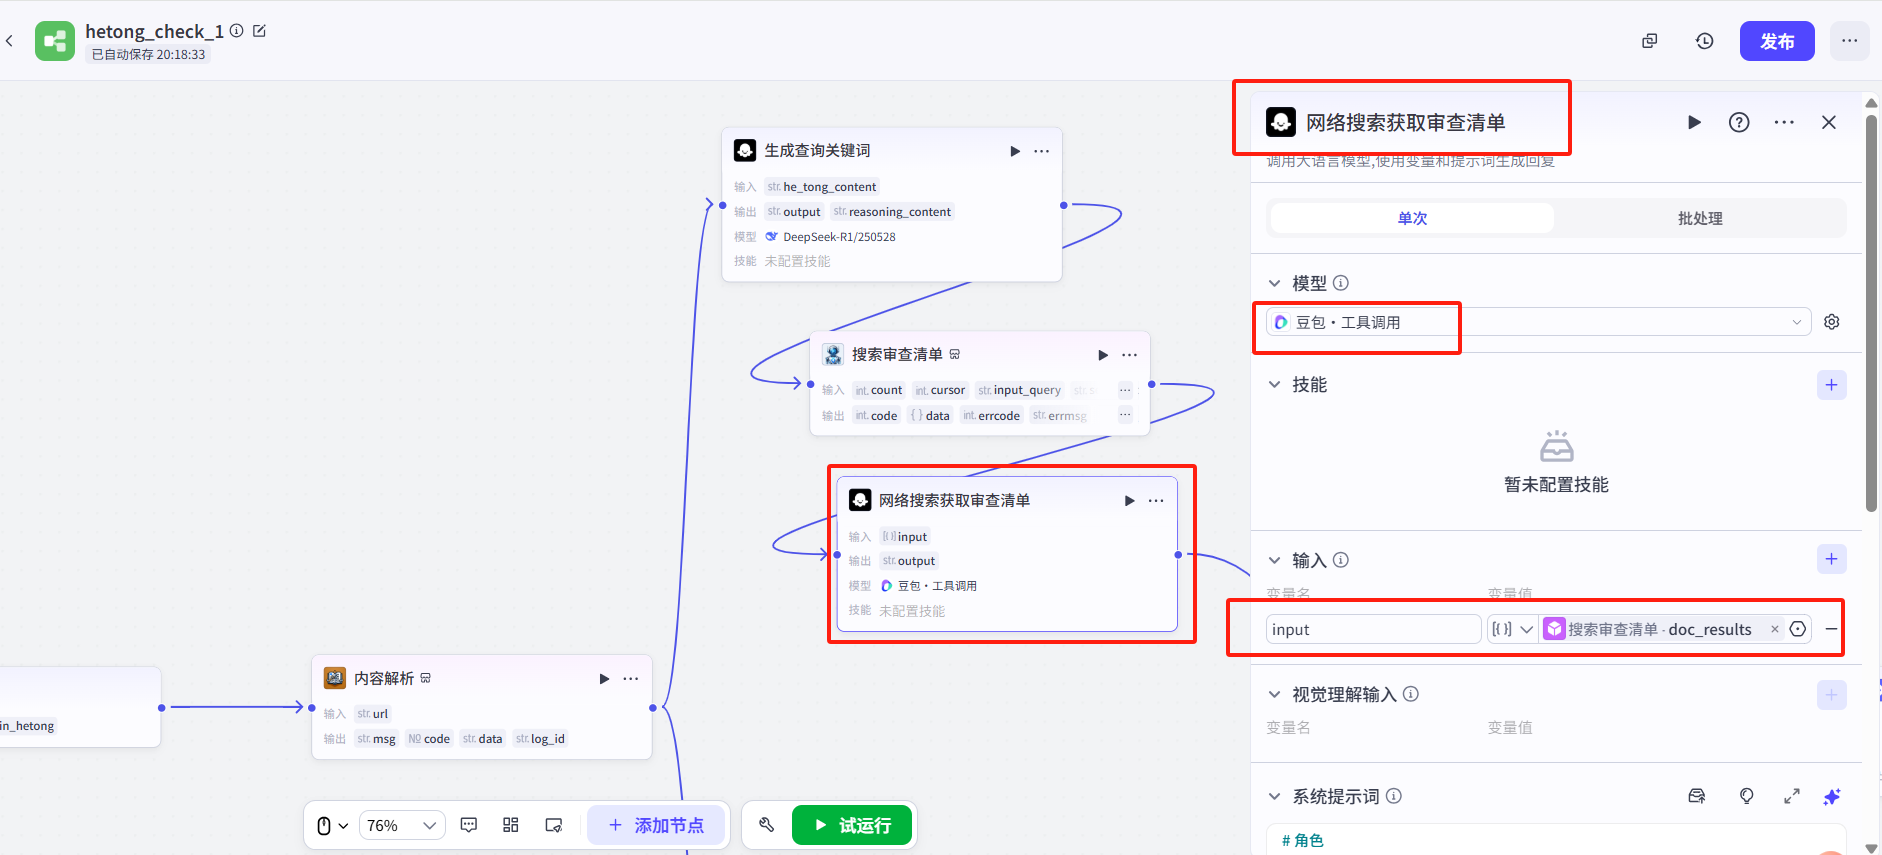 hetong_check_1
已自动保存 20:18:33
发布
生成查询关键词
输入 str. he_tong_content
输出 str. output str. reasoning_content
模型 DeepSeek-R1/250528
技能 未配置技能
搜索审查清单
输入 int. count int. cursor str. input_query str. s
输出 int. code { } data int. errcode str. errmsg
网络搜索获取审查清单
输入 [{}] input
输出 str. output
模型 豆包・工具调用
技能 未配置技能
in_hetong
内容解析
输入 str. url
输出 str. msg NO code str. data str. log_id
76%
添加节点
试运行
网络搜索获取审查清单
调用大语言模型,使用变量和提示词生成回复
单次 批处理
模型
豆包・工具调用
技能
暂未配置技能
输入
变量名 变量值
input [{}] 搜索审查清单 - doc_results
视觉理解输入
变量名 变量值
系统提示词
# 角色